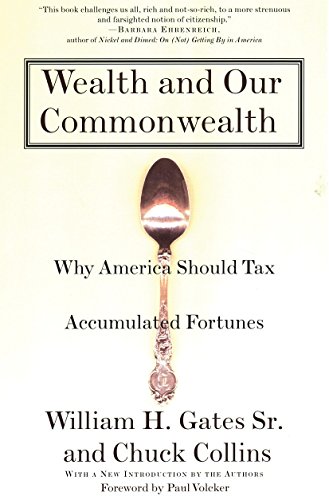 "This book challenges us all, rich and not-so-rich, to a more strenuous
and farsighted notion of citizenship."
—BARBARA EHRENREICH,
author of Nickel and Dimed: On (Not) Getting By in America
Wealth and Our
Commonwealth
Why America Should Tax
Accumulated Fortunes
William H. Gates Sr.
and Chuck Collins
WITH A NEW INTRODUCTION BY THE AUTHORS
Foreword by Paul Volcker